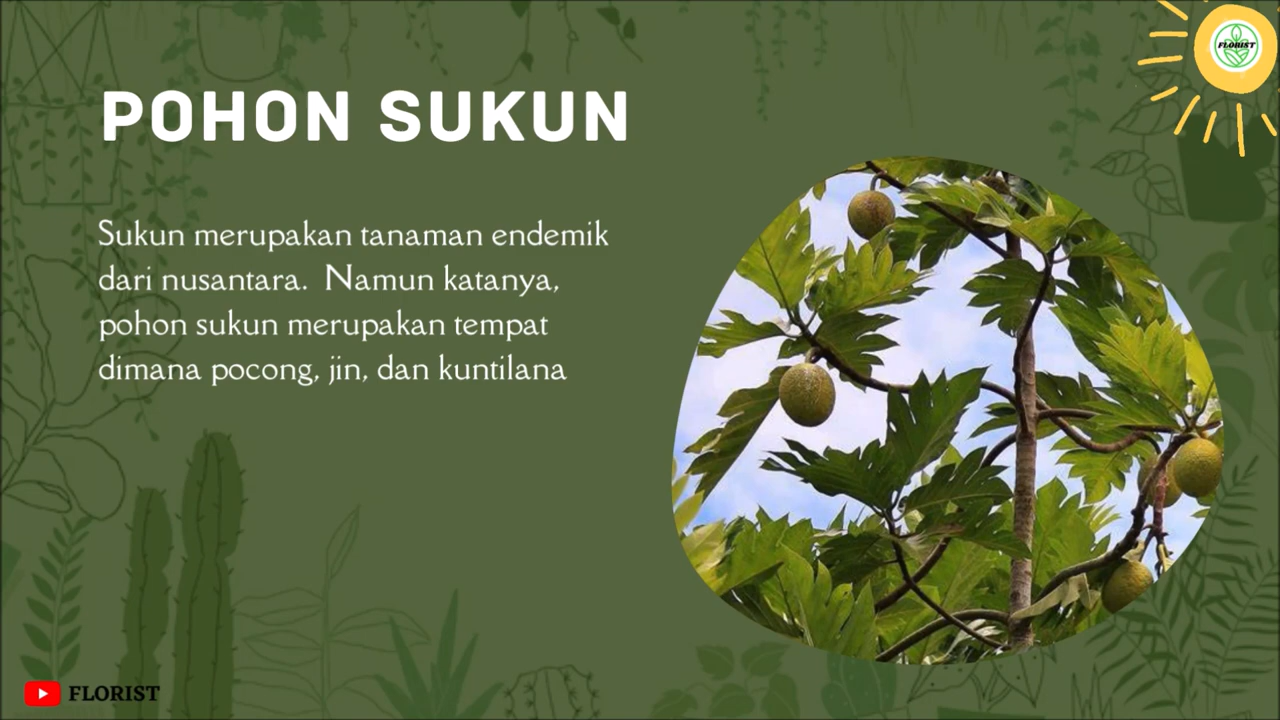 FLORIST
POHON SUKUN
Sukun merupakan tanaman endemik
dari nusantara. Namun katanya,
pohon sukun merupakan tempat
dimana pocong, jin, dan kuntilana
FLORIST